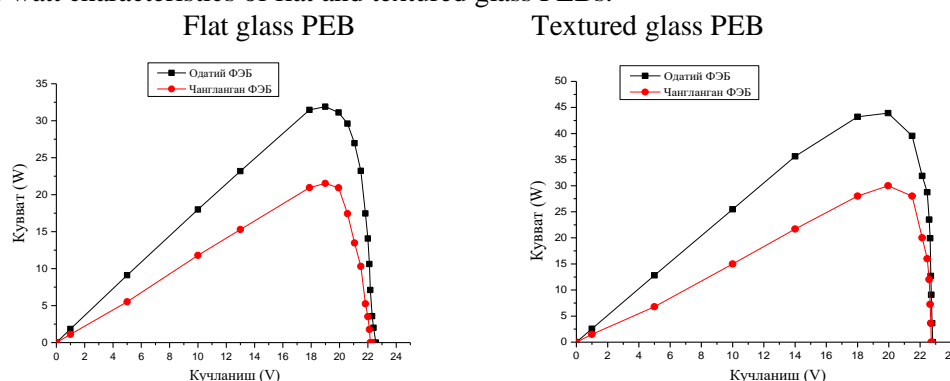 watt characteristics of flat and textured glass PEBs.
Flat glass PEB
Textured glass PEB
Одатий ФЭБ
Чангланган ФЭБ
35
30
25
20
15
10
5
0
Кувват (W)
0 2 4 6 8 10 12 14 16 18 20 22 24
Кучланиш (V)
Одатий ФЭБ
Чангланган ФЭБ
50
45
40
35
30
25
20
15
10
5
0
Кувват (W)
0 2 4 6 8 10 12 14 16 18 20 22
Кучланиш (V)